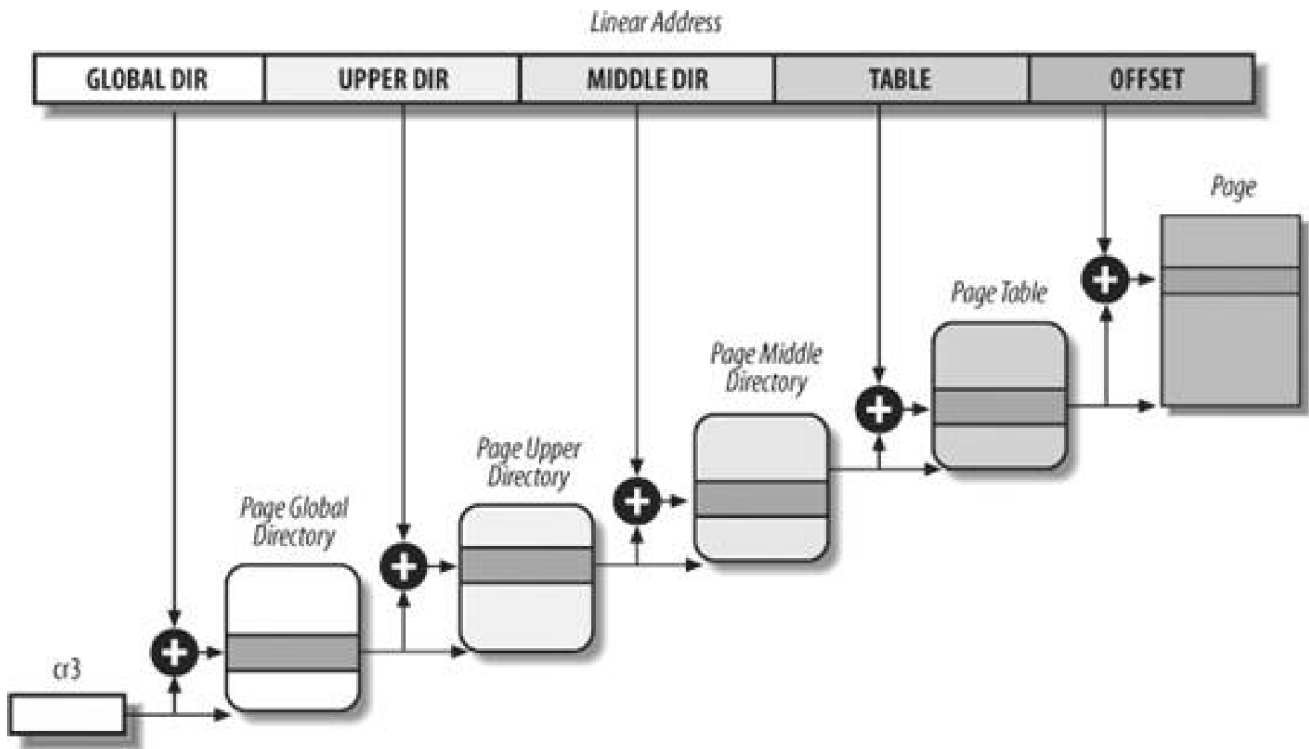 Linear Address
GLOBAL DIR
UPPER DIR
MIDDLE DIR
TABLE
OFFSET
Page
Page Table
Page Middle
Directory
Page Upper
Directory
Page Global
Directory
cr3